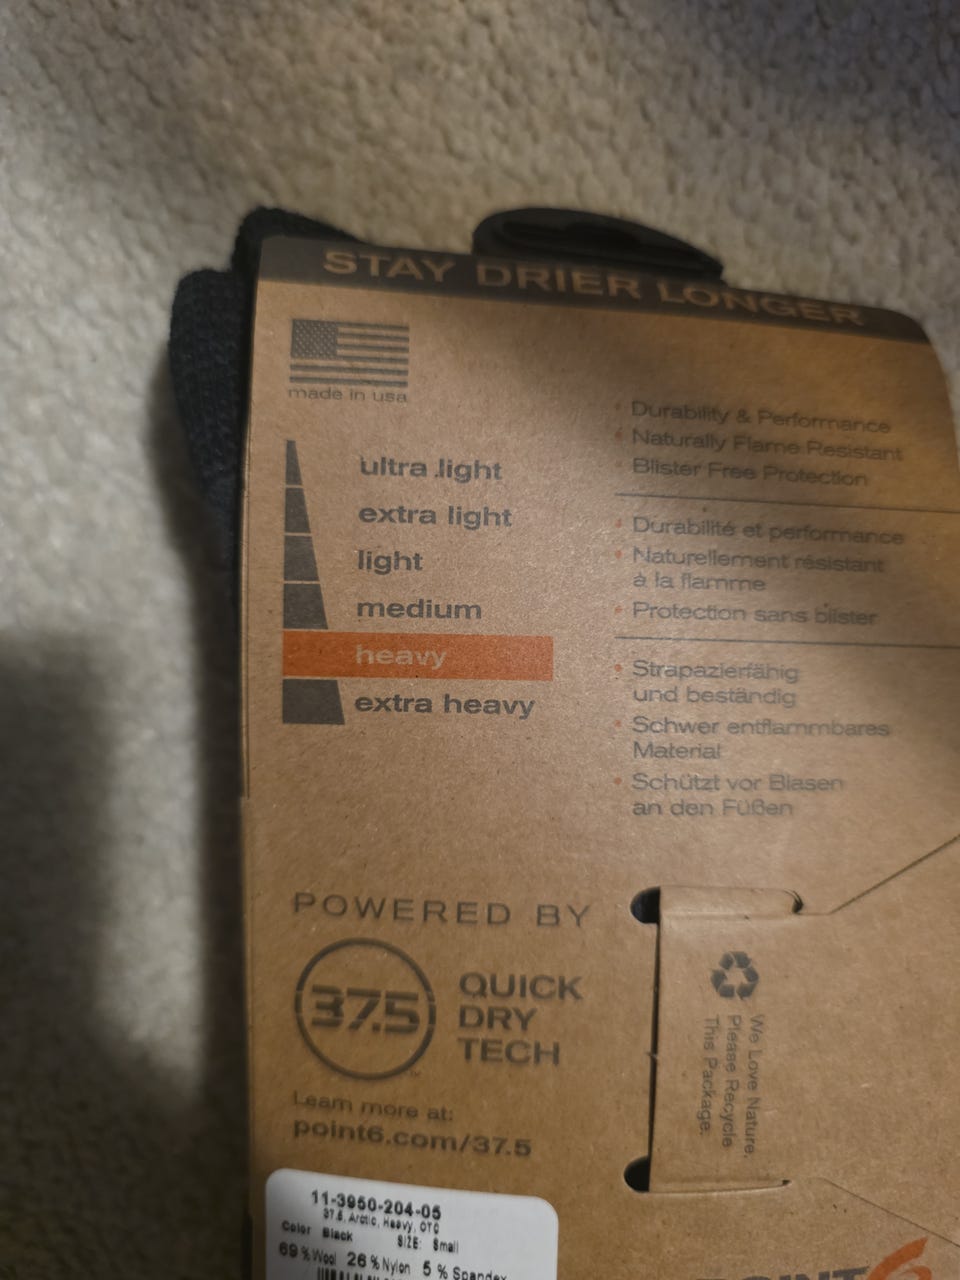 STAY DRIER LONGER
made in usa
ultra light
extra light
light
medium
heavy
extra heavy
Durability & Performance
Naturally Flame Resistant
Blister Free Protection
Durabilité et performance
Naturellement résistant
à la flamme
Protection sans blister
Strapazierfähig
und beständig
Schwer entflammbares
Material
Schützt vor Blasen
an den Füßen
POWERED BY
37.5
QUICK
DRY
TECH
Learn more at:
point6.com/37.5
We Love Nature.
Please Recycle
This Package.
11-3950-204-05
37.5, Arctic, Heavy, OTC
Color Black SIZE: Small
69 % Wool 26 % Nylon 5 % Spandex
POINT6